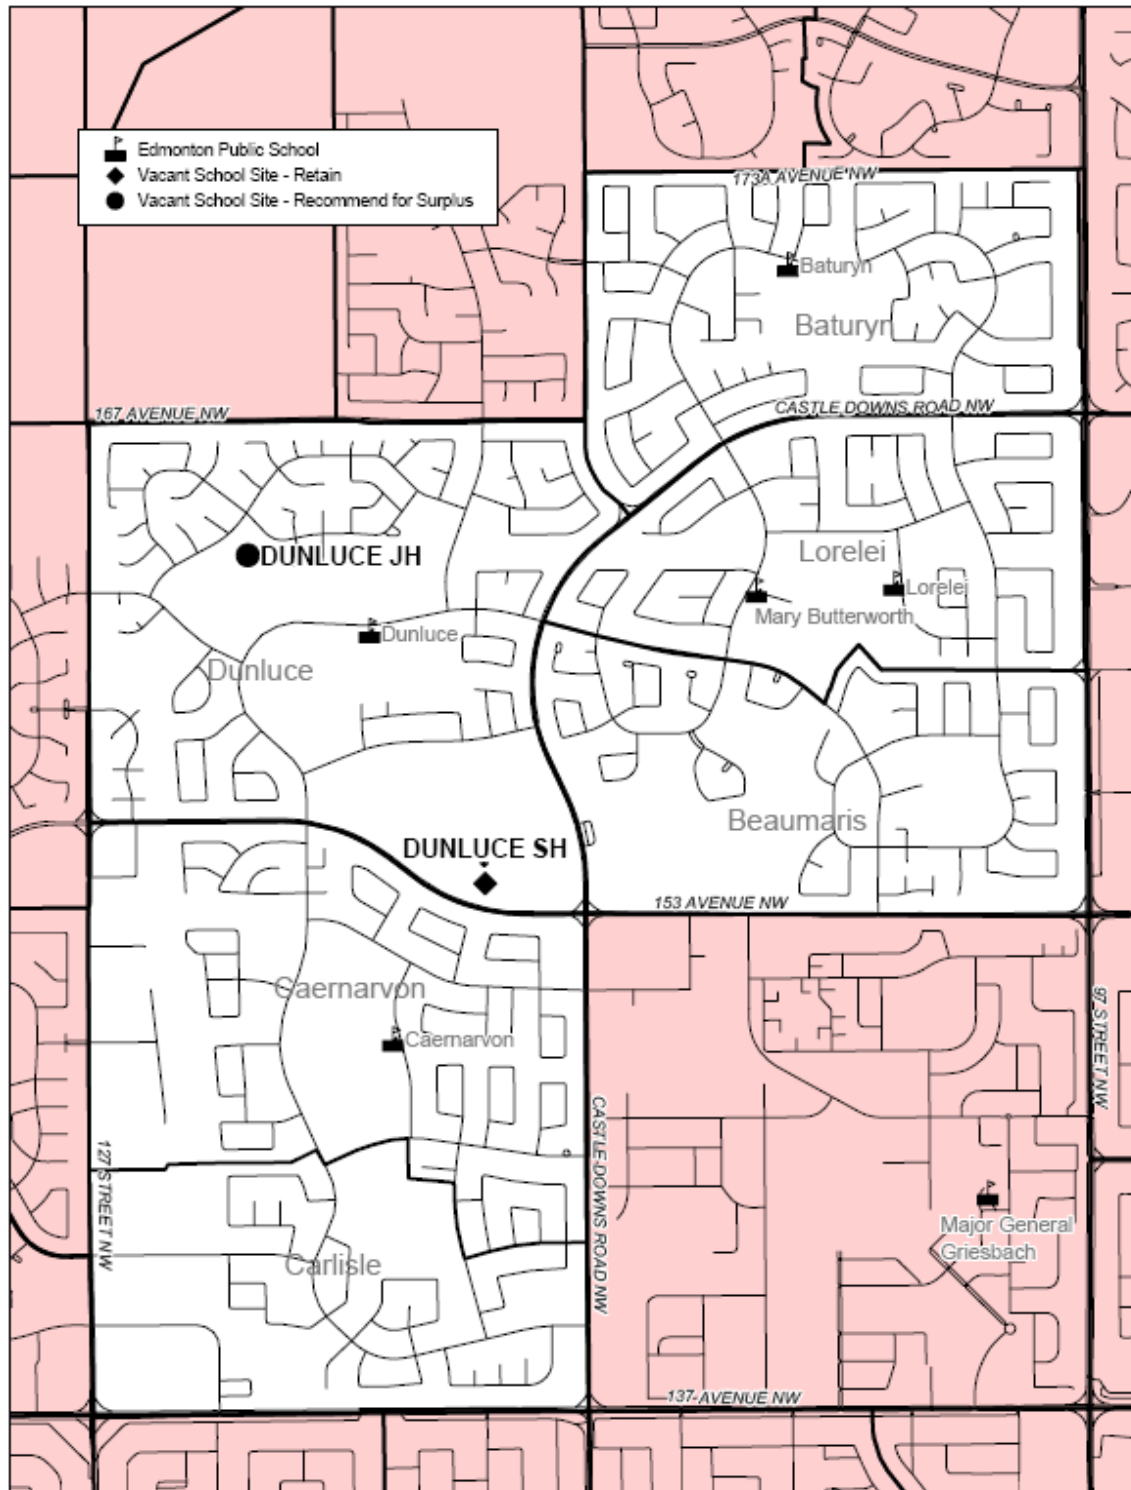 Edmonton Public School
Vacant School Site - Retain
Vacant School Site - Recommend for Surplus
173A AVENUE NW
Baturyn
Baturyn
CASTLE DOWNS ROAD NW
167 AVENUE NW
DUNLUCE JH
Lorelei
Lorelei
Mary Butterworth
Dunluce
Dunluce
Beaumaris
DUNLUCE SH
153 AVENUE NW
Caernarvon
Caernarvon
97 STREET NW
CASTLE DOWNS ROAD NW
127 STREET NW
Major General
Griesbach
Carlisle
137 AVENUE NW